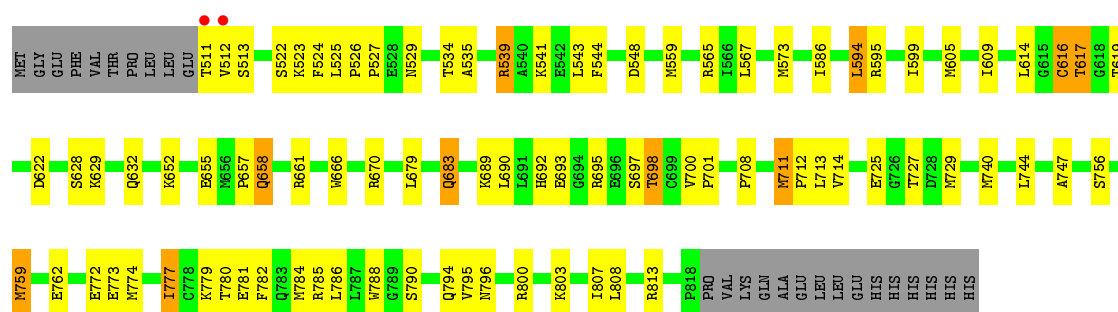 MET GLY GLU PHE VAL THR PRO LEU LEU GLU T511 V512 S513 S522 K523 F524 L525 P526 P527 E528 N529 T534 A535 R539 A540 K541 E542 L543 F544 D548 M559 R565 I566 L567 M573 I586 L594 R595 I599 M605 I609 L614 G615 C616 T617 G618 T619
D622 S628 K629 Q632 K652 E655 M656 P657 Q658 R661 W666 R670 L679 Q683 K689 L690 L691 H692 E693 G694 R695 E696 S697 T698 C699 V700 P701 P708 M711 P712 L713 V714 E725 G726 T727 D728 M729 M740 L744 A747 S756
M759 E762 E772 E773 M774 I777 C778 K779 T780 E781 F782 Q783 M784 R785 L786 L787 W788 G789 S790 Q794 V795 N796 R800 K803 I807 L808 R813 P818 PRO VAL LYS GLN ALA GLU LEU LEU GLU HIS HIS HIS HIS HIS HIS